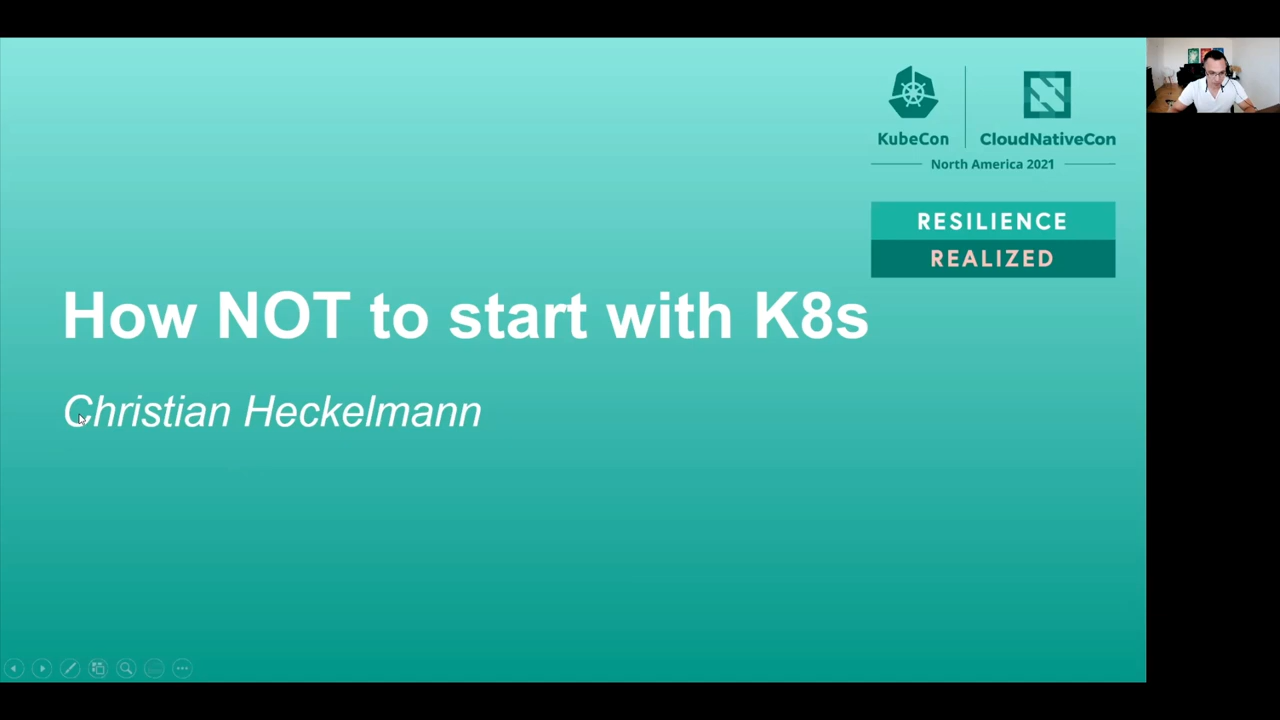 KubeCon
CloudNativeCon
North America 2021
RESILIENCE
REALIZED
How NOT to start with K8s
Christian Heckelmann